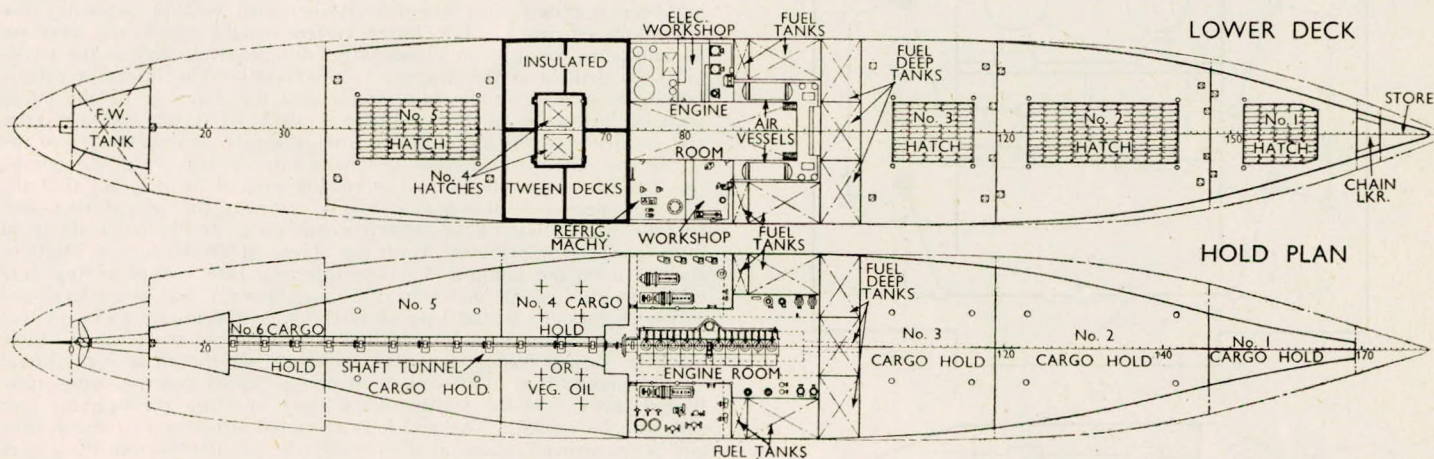 LOWER DECK
ELEC.
WORKSHOP
FUEL
TANKS
INSULATED
FUEL
DEEP
TANKS
F.W.
TANK
20
30
No. 5
HATCH
No. 4
HATCHES
70
TWEEN DECKS
ENGINE
80
ROOM
AIR
VESSELS
No. 3
HATCH
120
No. 2
HATCH
150
No. 1
HATCH
STORE
CHAIN
LKR.
REFRIG.
MACHY.
WORKSHOP
FUEL
TANKS
HOLD PLAN
FUEL
DEEP
TANKS
No. 5
No. 4 CARGO
HOLD
No. 6 CARGO
HOLD
20
SHAFT TUNNEL
CARGO HOLD
OR
VEG. OIL
ENGINE ROOM
No. 3
CARGO HOLD
120
No. 2
CARGO HOLD
140
No. 1
CARGO HOLD
170
FUEL TANKS